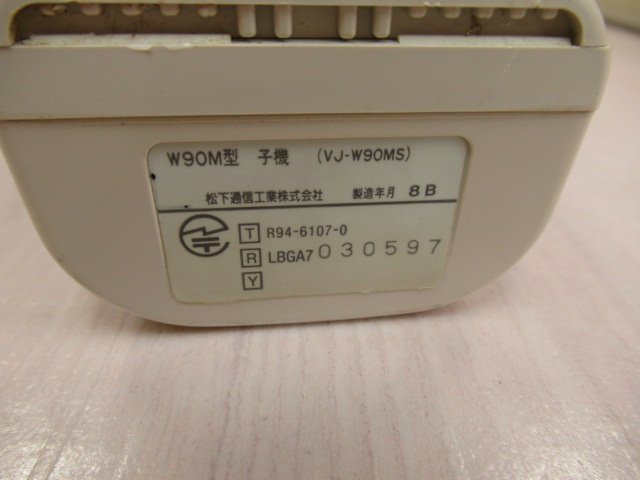 W90M型 子機 (VJ-W90MS)
松下通信工業株式会社 製造年月 8B
T R94-6107-0
R LBGA7 030597
Y